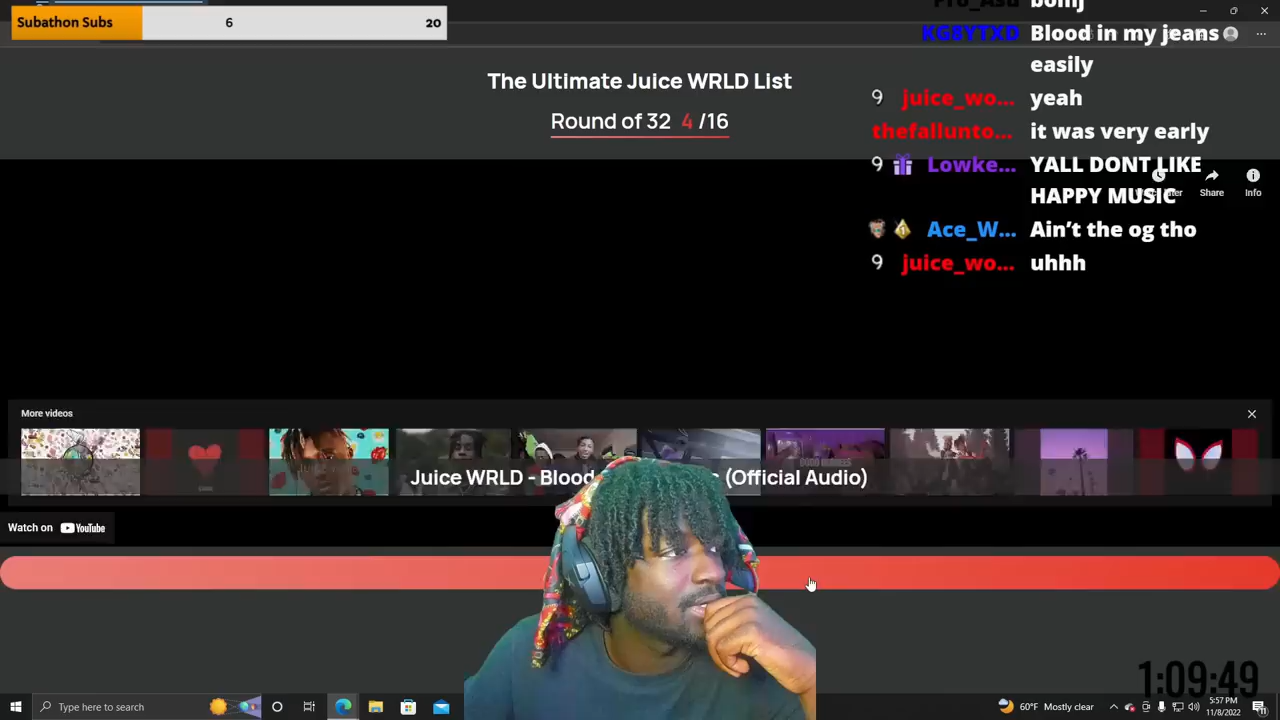 Subathon Subs
6
20
The Ultimate Juice WRLD List
Round of 32 4 /16
KG8YTXD Blood in my jeans
easily
9 juice_wo... yeah
thefallunto... it was very early
9 Lowke... YALL DONT LIKE
HAPPY MUSIC
Share
Info
Ace_W... Ain't the og tho
9 juice_wo... uhhh
More videos
Juice WRLD - Blood (Official Audio)
Watch on YouTube
1:09:49
Type here to search
60°F Mostly clear
5:57 PM
11/8/2022